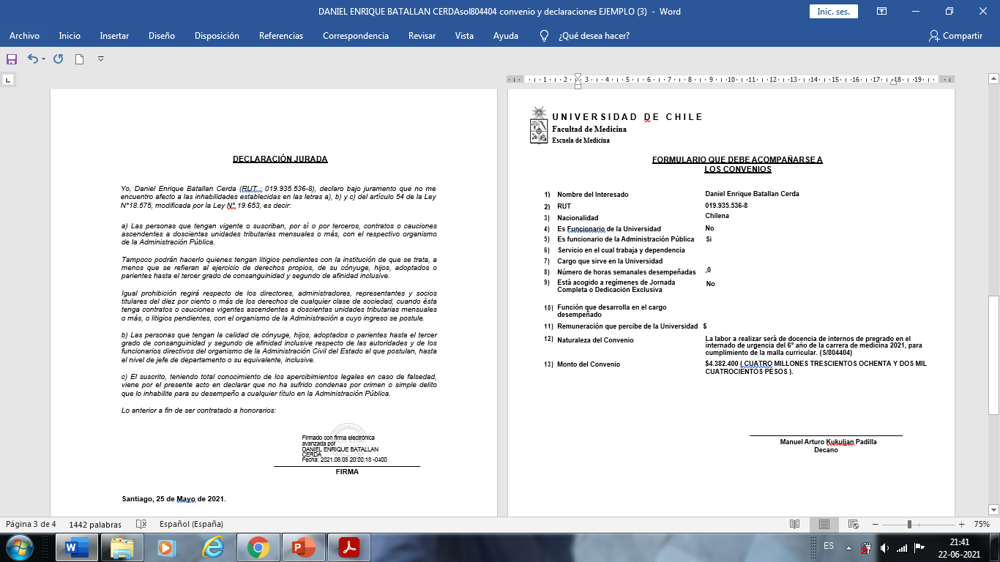 DANIEL ENRIQUE BATALLAN CERDAsol804404 convenio y declaraciones EJEMPLO (3) - Word
Inic. ses.
Archivo Inicio Insertar Diseño Disposición Referencias Correspondencia Revisar Vista Ayuda ¿Qué desea hacer? Compartir
1 2 3 4 5 6 7 8 9 10 11 12 13 14 15 16 17 18 19
DECLARACIÓN JURADA
Yo, Daniel Enrique Batallan Cerda (RUT.: 019.935.536-8), declaro bajo juramento que no me
encuentro afecto a las inhabilidades establecidas en las letras a), b) y c) del artículo 54 de la Ley
N°18.575, modificada por la Ley N° 19.653, es decir:
a) Las personas que tengan vigente o suscriban, por sí o por terceros, contratos o cauciones
ascendentes a doscientas unidades tributarias mensuales o más, con el respectivo organismo
de la Administración Pública.
Tampoco podrán hacerlo quienes tengan litigios pendientes con la institución de que se trata, a
menos que se refieran al ejercicio de derechos propios, de su cónyuge, hijos, adoptados o
parientes hasta el tercer grado de consanguinidad y segundo de afinidad inclusive.
Igual prohibición regirá respecto de los directores, administradores, representantes y socios
titulares del diez por ciento o más de los derechos de cualquier clase de sociedad, cuando ésta
tenga contratos o cauciones vigentes ascendentes a doscientas unidades tributarias mensuales
o más, o litigios pendientes, con el organismo de la Administración a cuyo ingreso se postule.
b) Las personas que tengan la calidad de cónyuge, hijos, adoptados o parientes hasta el tercer
grado de consanguinidad y segundo de afinidad inclusive respecto de las autoridades y de los
funcionarios directivos del organismo de la Administración Civil del Estado al que postulan, hasta
el nivel de jefe de departamento o su equivalente, inclusive.
c) El suscrito, teniendo total conocimiento de los apercibimientos legales en caso de falsedad,
viene por el presente acto en declarar que no ha sufrido condenas por crimen o simple delito
que lo inhabilite para su desempeño a cualquier título en la Administración Pública.
Lo anterior a fin de ser contratado a honorarios:
Firmado con firma electrónica
avanzada por
DANIEL ENRIQUE BATALLAN
CERDA
Fecha: 2021.06.05 20:00:18 -0400
FIRMA
Santiago, 25 de Mayo de 2021.
UNIVERSIDAD DE CHILE
Facultad de Medicina
Escuela de Medicina
FORMULARIO QUE DEBE ACOMPAÑARSE A
LOS CONVENIOS
1) Nombre del Interesado Daniel Enrique Batallan Cerda
2) RUT 019.935.536-8
3) Nacionalidad Chilena
4) Es Funcionario de la Universidad No
5) Es funcionario de la Administración Pública Si
6) Servicio en el cual trabaja y dependencia
7) Cargo que sirve en la Universidad
8) Número de horas semanales desempeñadas ,0
9) Está acogido a regímenes de Jornada No
Completa o Dedicación Exclusiva
10) Función que desarrolla en el cargo
desempeñado
11) Remuneración que percibe de la Universidad $
12) Naturaleza del Convenio La labor a realizar será de docencia de internos de pregrado en el
internado de urgencia del 6° año de la carrera de medicina 2021, para
cumplimiento de la malla curricular. (S/804404)
13) Monto del Convenio $4.382.400 ( CUATRO MILLONES TRESCIENTOS OCHENTA Y DOS MIL
CUATROCIENTOS PESOS ).
Manuel Arturo Kukuljan Padilla
Decano
Página 3 de 4 1442 palabras Español (España) 75%
ES 21:41
22-06-2021